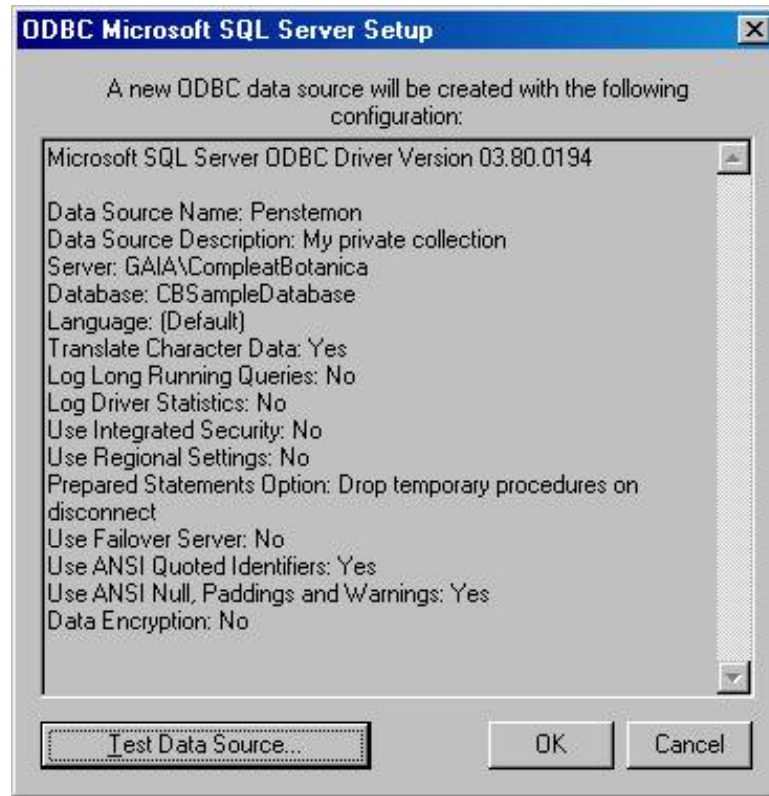 ODBC Microsoft SQL Server Setup
A new ODBC data source will be created with the following
configuration:
Microsoft SQL Server ODBC Driver Version 03.80.0194
Data Source Name: Penstemon
Data Source Description: My private collection
Server: GAIA\CompleatBotanica
Database: CBSampleDatabase
Language: (Default)
Translate Character Data: Yes
Log Long Running Queries: No
Log Driver Statistics: No
Use Integrated Security: No
Use Regional Settings: No
Prepared Statements Option: Drop temporary procedures on
disconnect
Use Failover Server: No
Use ANSI Quoted Identifiers: Yes
Use ANSI Null, Paddings and Warnings: Yes
Data Encryption: No
Test Data Source... OK Cancel